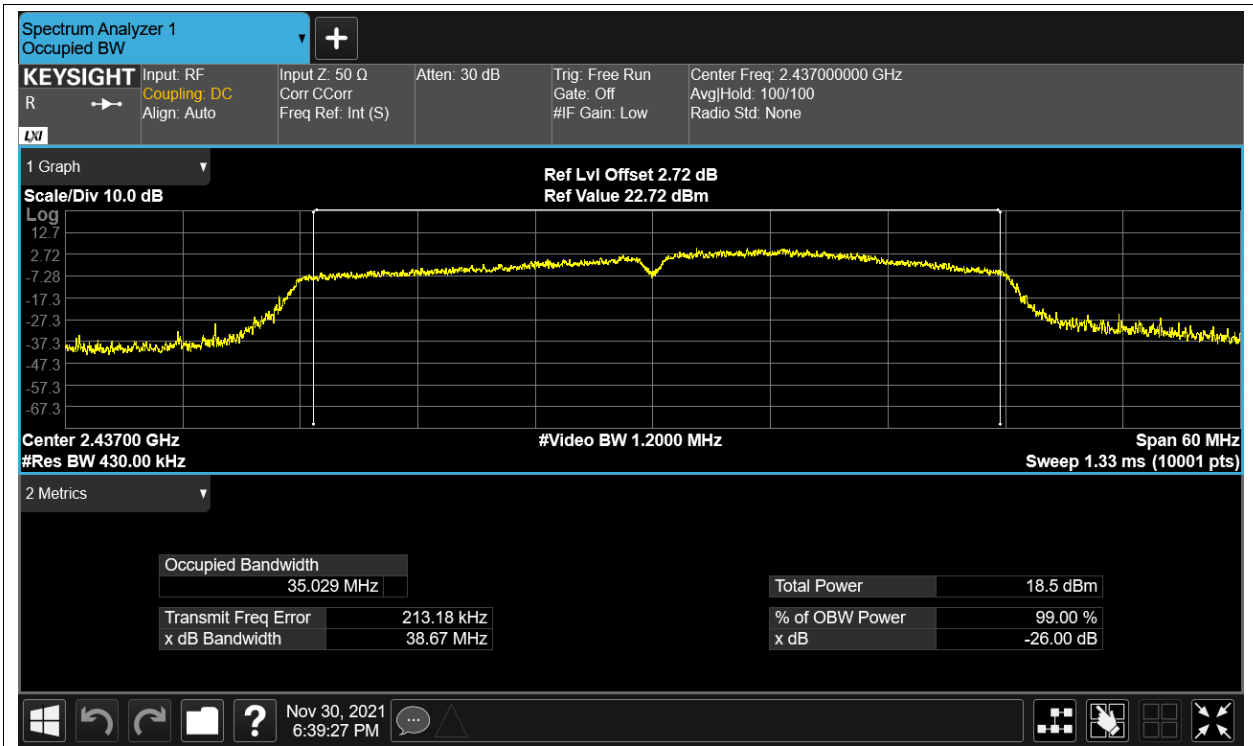 Spectrum Analyzer 1
Occupied BW
+
KEYSIGHT Input: RF Input Z: 50 Ω Atten: 30 dB Trig: Free Run Center Freq: 2.437000000 GHz
R Coupling: DC Corr CCorr Gate: Off Avg|Hold: 100/100
Align: Auto Freq Ref: Int (S) #IF Gain: Low Radio Std: None
LXI
1 Graph
Ref Lvl Offset 2.72 dB
Scale/Div 10.0 dB Ref Value 22.72 dBm
Log
12.7
2.72
-7.28
-17.3
-27.3
-37.3
-47.3
-57.3
-67.3
Center 2.43700 GHz #Video BW 1.2000 MHz Span 60 MHz
#Res BW 430.00 kHz Sweep 1.33 ms (10001 pts)
2 Metrics
Occupied Bandwidth
35.029 MHz Total Power 18.5 dBm
Transmit Freq Error 213.18 kHz % of OBW Power 99.00 %
x dB Bandwidth 38.67 MHz x dB -26.00 dB
? Nov 30, 2021
6:39:27 PM